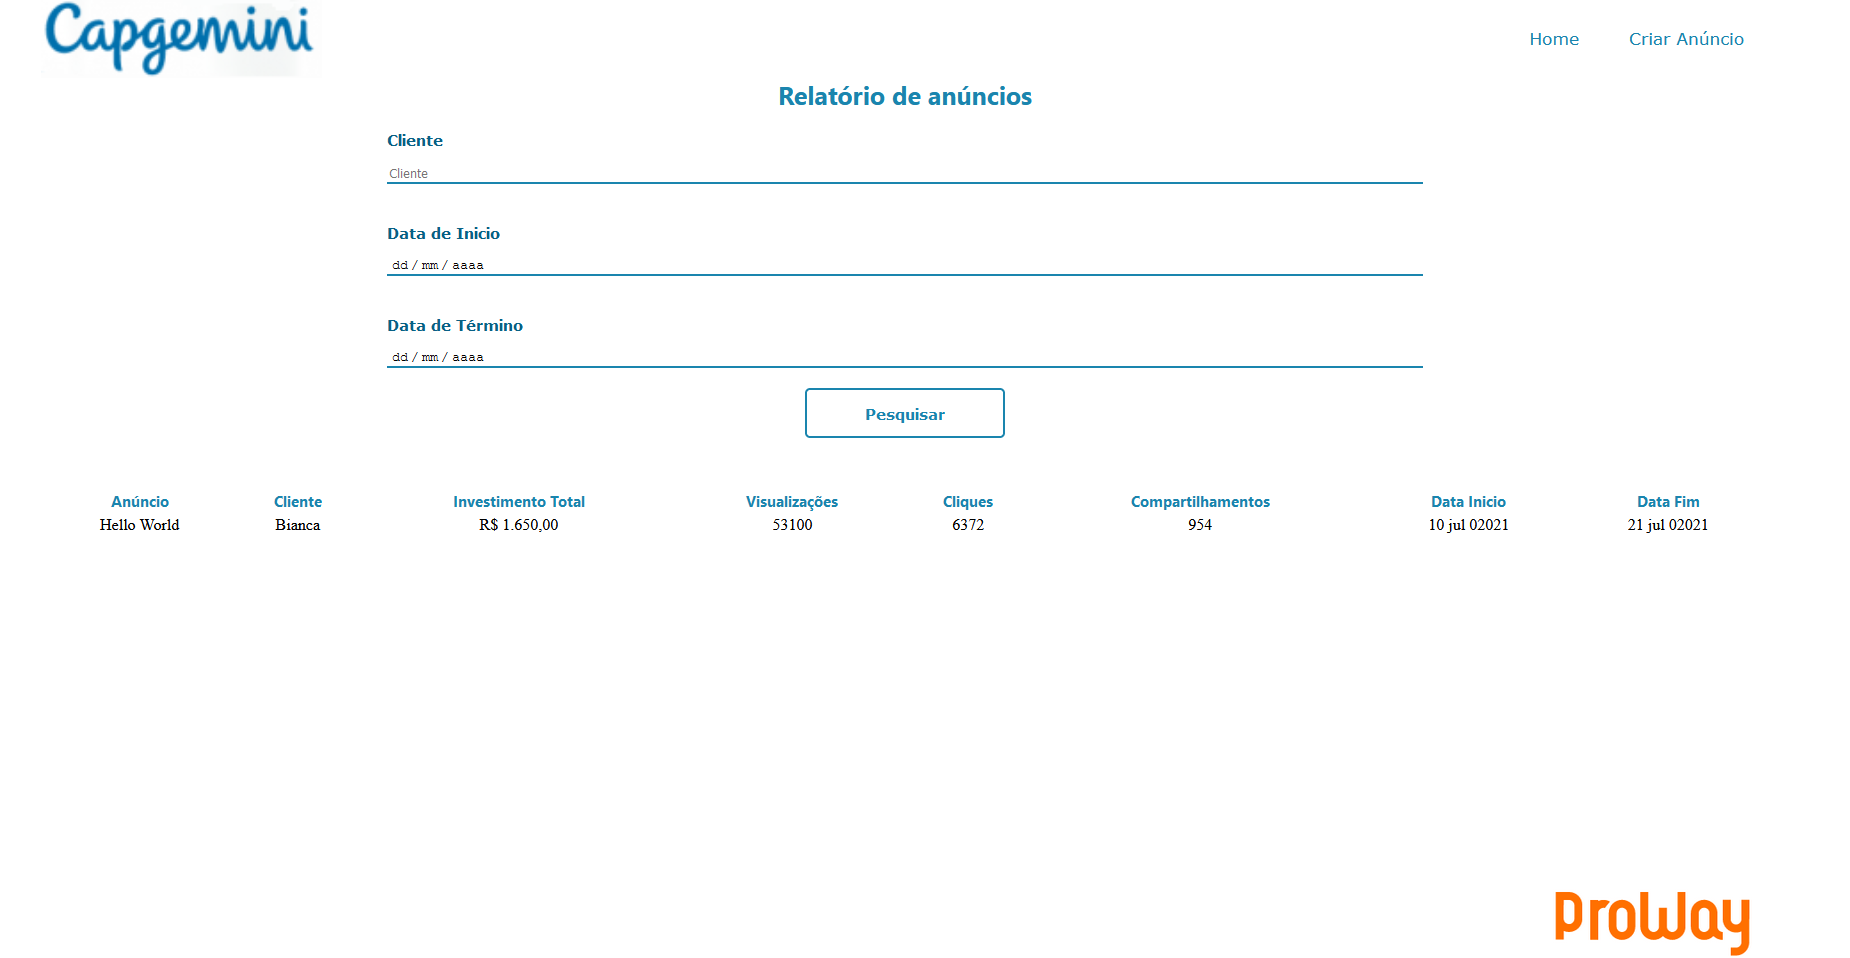 Capgemini
Home Criar Anúncio
Relatório de anúncios
Cliente
Cliente
Data de Inicio
dd / mm / aaaa
Data de Término
dd / mm / aaaa
Pesquisar
Anúncio Cliente Investimento Total Visualizações Cliques Compartilhamentos Data Inicio Data Fim
Hello World Bianca R$ 1.650,00 53100 6372 954 10 jul 02021 21 jul 02021
proway